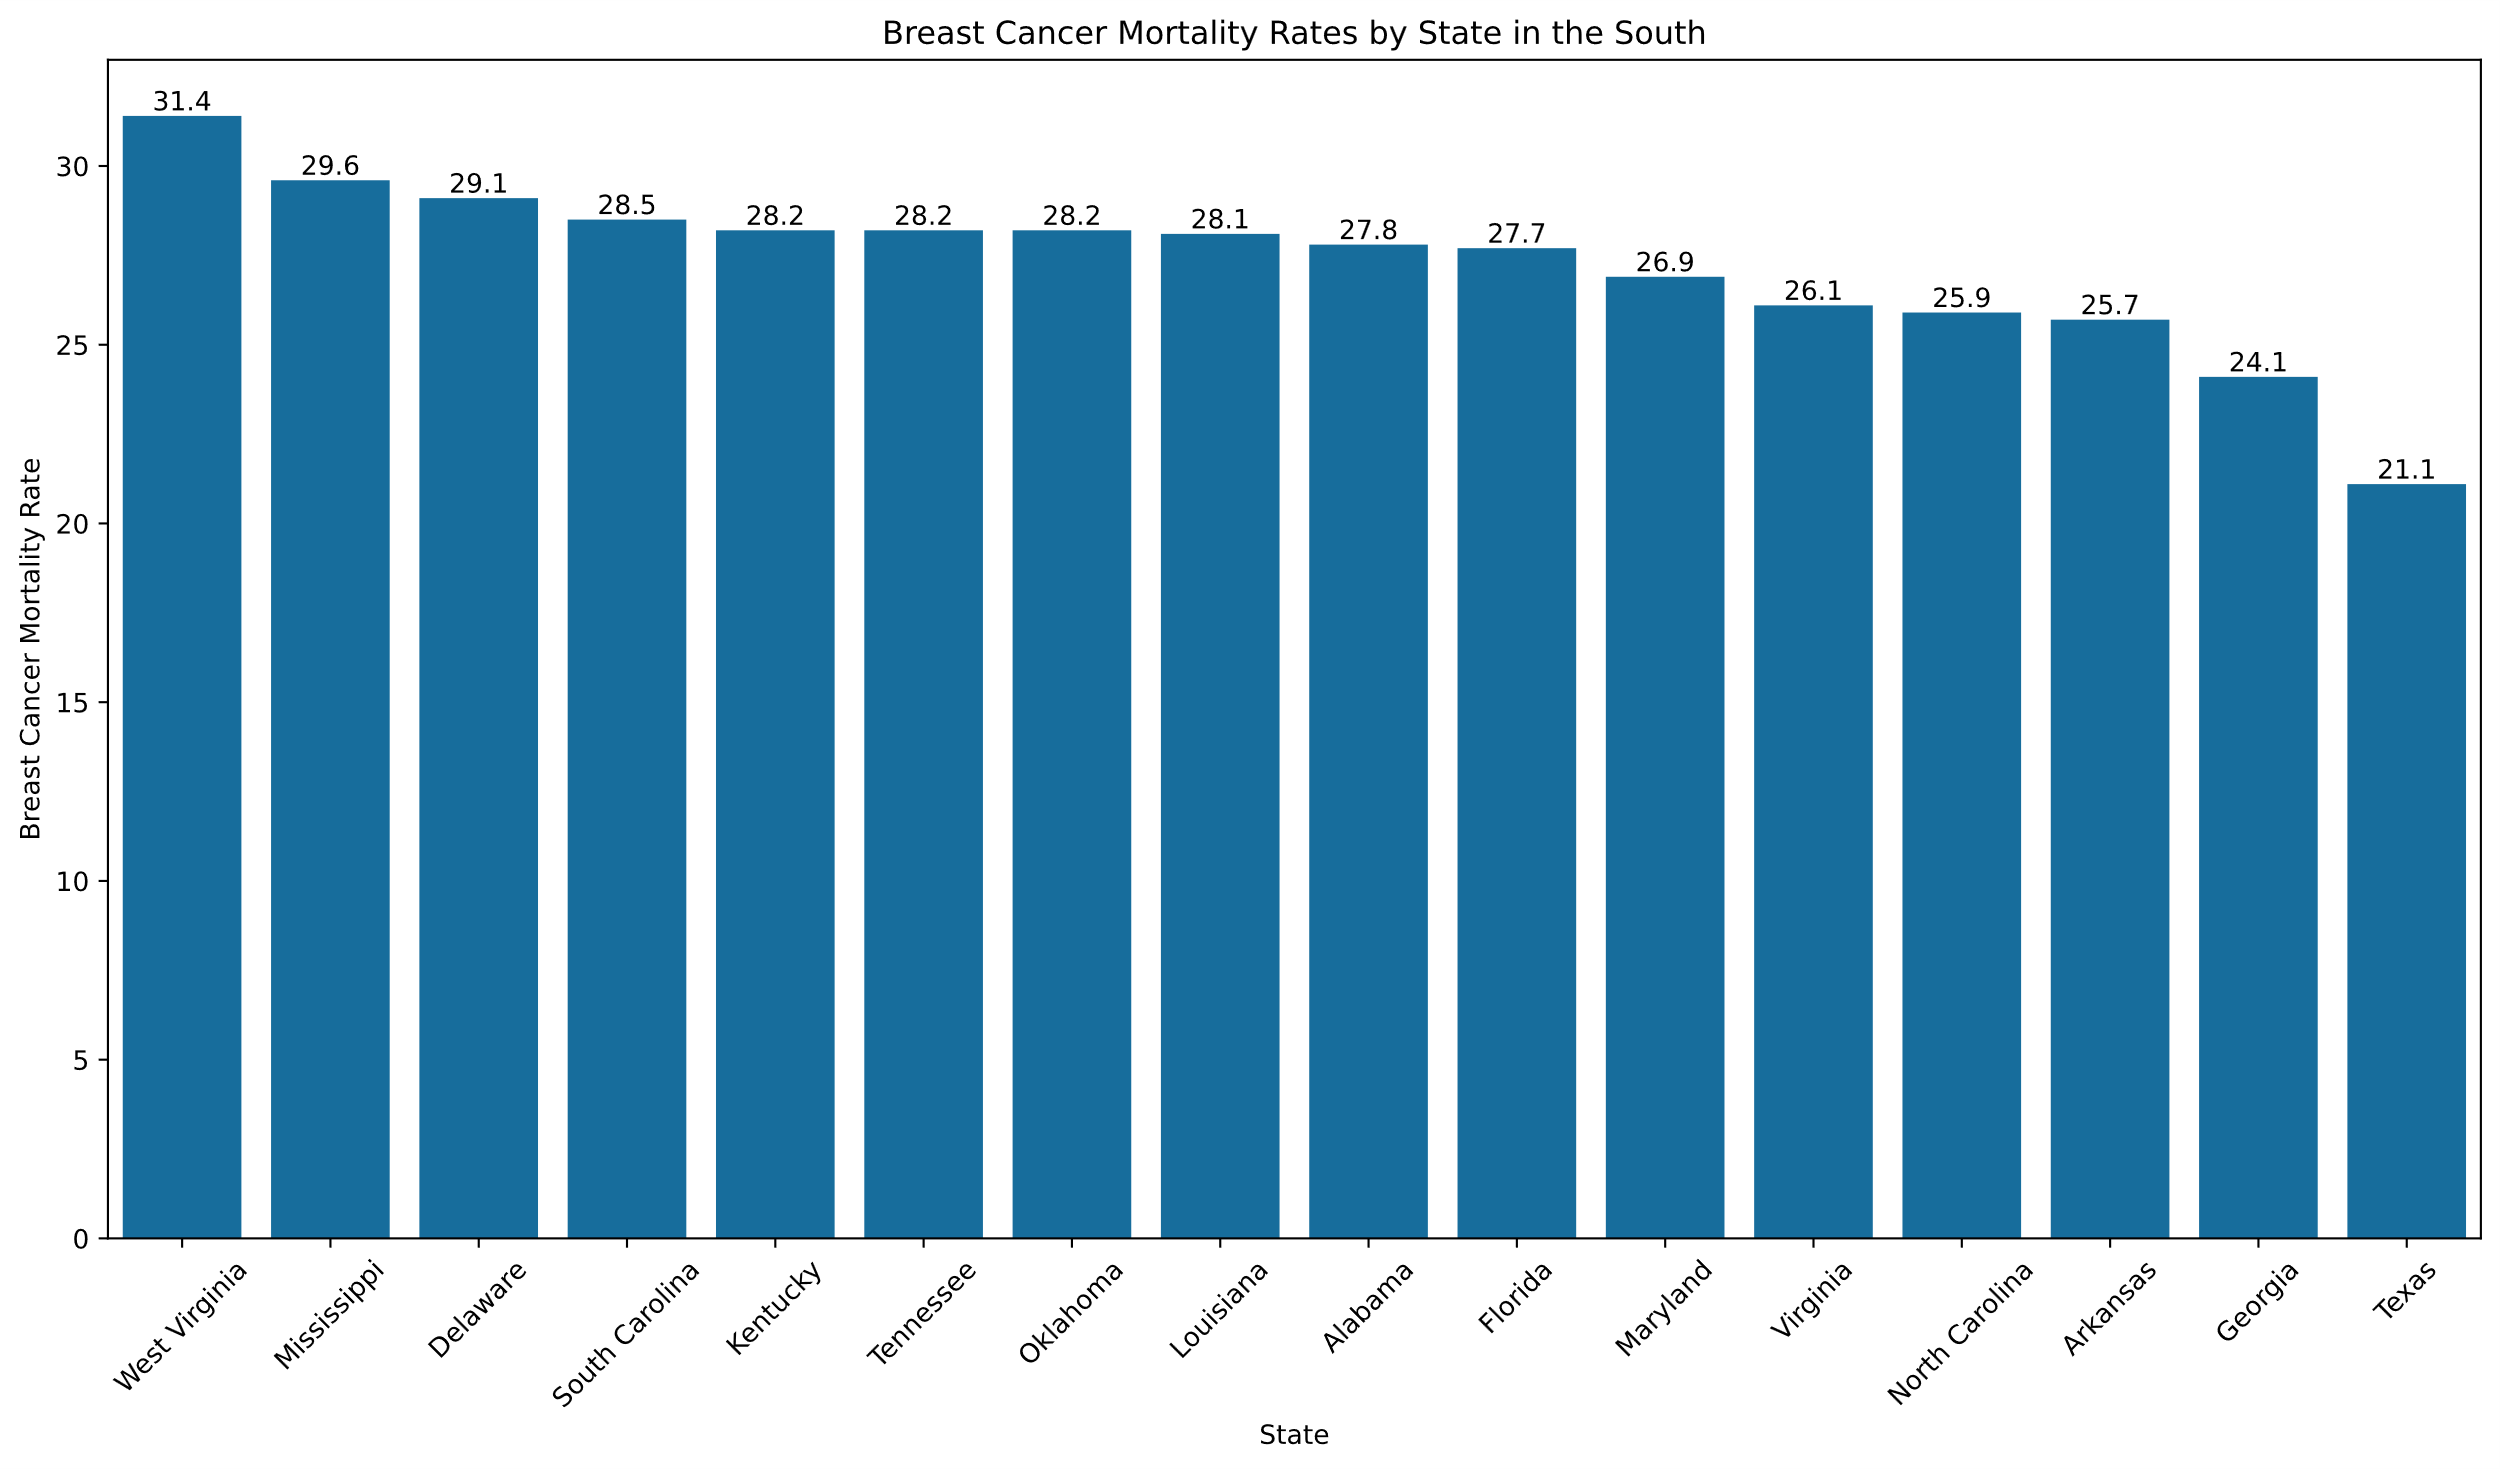 Breast Cancer Mortality Rates by State in the South
Breast Cancer Mortality Rate
30
25
20
15
10
5
0
31.4
29.6
29.1
28.5
28.2
28.2
28.2
28.1
27.8
27.7
26.9
26.1
25.9
25.7
24.1
21.1
West Virginia
Mississippi
Delaware
South Carolina
Kentucky
Tennessee
Oklahoma
Louisiana
Alabama
Florida
Maryland
Virginia
North Carolina
Arkansas
Georgia
Texas
State